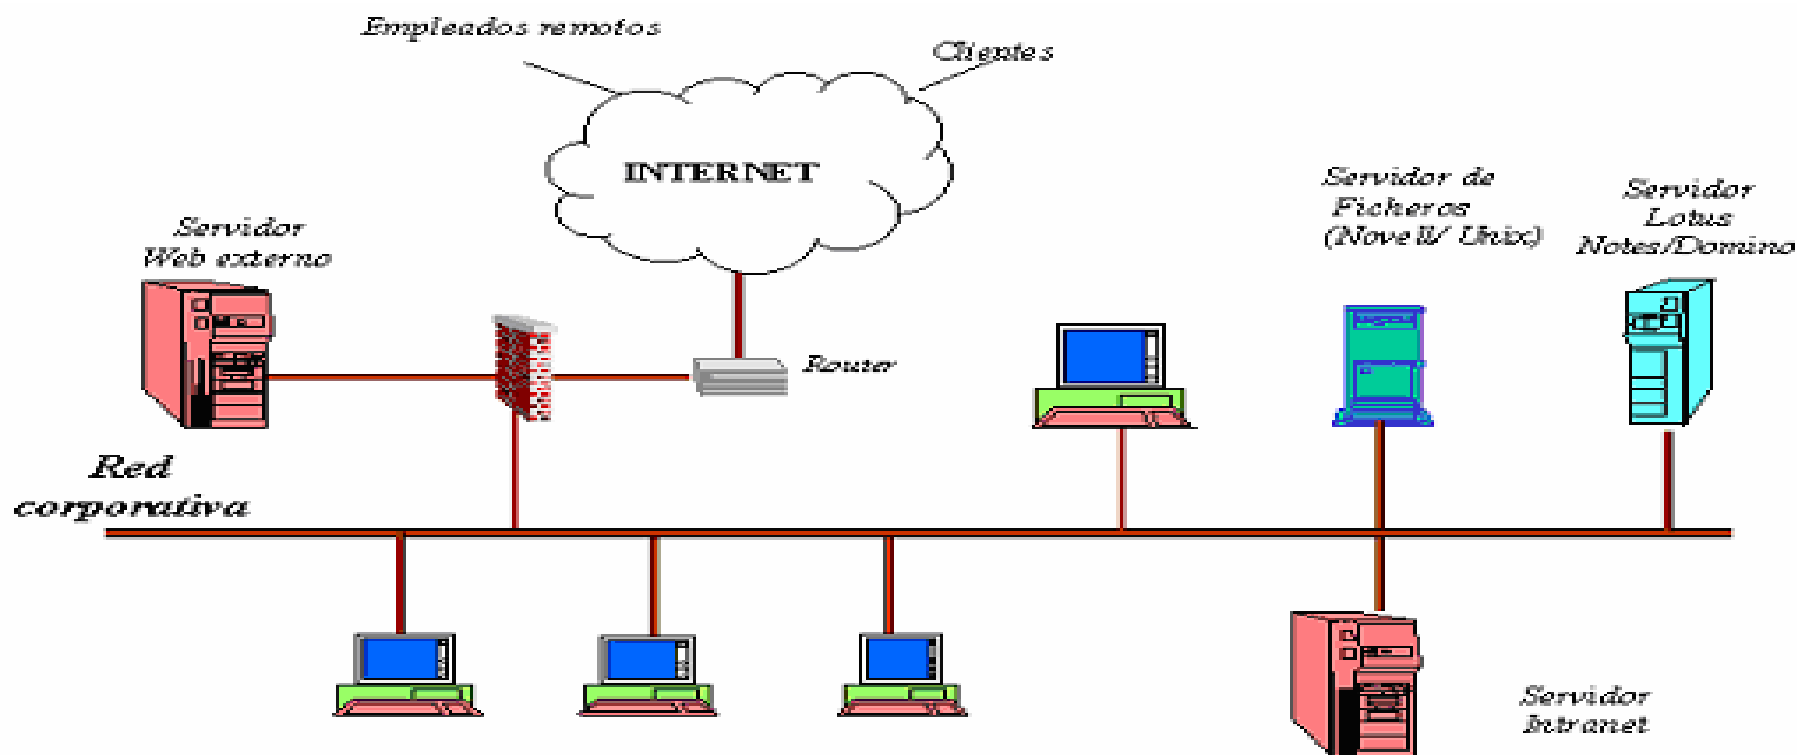 Empleados remotos
Clientes
INTERNET
Servidor
Web externo
Router
Servidor de
Ficheros
(Novell/ Unix)
Servidor
Lotus
Notes/Domino
Red
corporativa
Servidor
Intranet